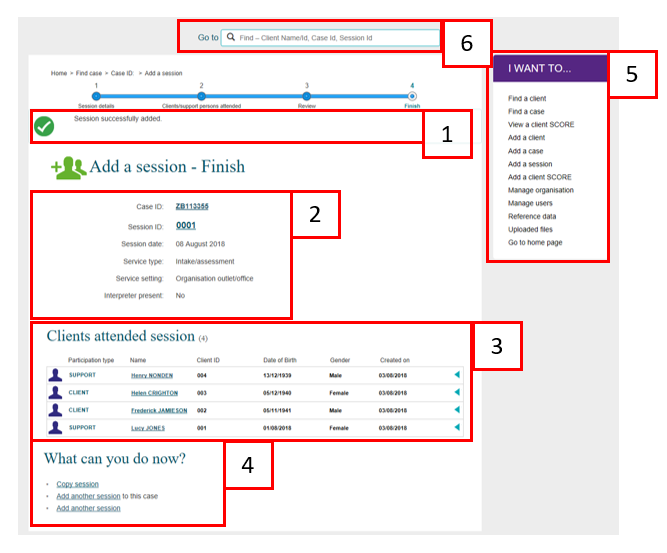 Go to Find – Client Name/Id, Case Id, Session Id
6
Home > Find case > Case ID: > Add a session
1 2 3 4
Session details Clients/support persons attended Review Finish
Session successfully added.
1
Add a session - Finish
Case ID: ZB113355
Session ID: 0001
Session date: 08 August 2018
Service type: Intake/assessment
Service setting: Organisation outlet/office
Interpreter present: No
2
Clients attended session (4)
3
Participation type Name Client ID Date of Birth Gender Created on
SUPPORT Henry NONDEN 004 13/12/1939 Male 03/08/2018
CLIENT Helen CRIGHTON 003 05/12/1940 Female 03/08/2018
CLIENT Frederick JAMIESON 002 05/11/1941 Male 03/08/2018
SUPPORT Lucy JONES 001 01/08/2018 Female 03/08/2018
What can you do now?
4
• Copy session
• Add another session to this case
• Add another session
I WANT TO...
5
Find a client
Find a case
View a client SCORE
Add a client
Add a case
Add a session
Add a client SCORE
Manage organisation
Manage users
Reference data
Uploaded files
Go to home page